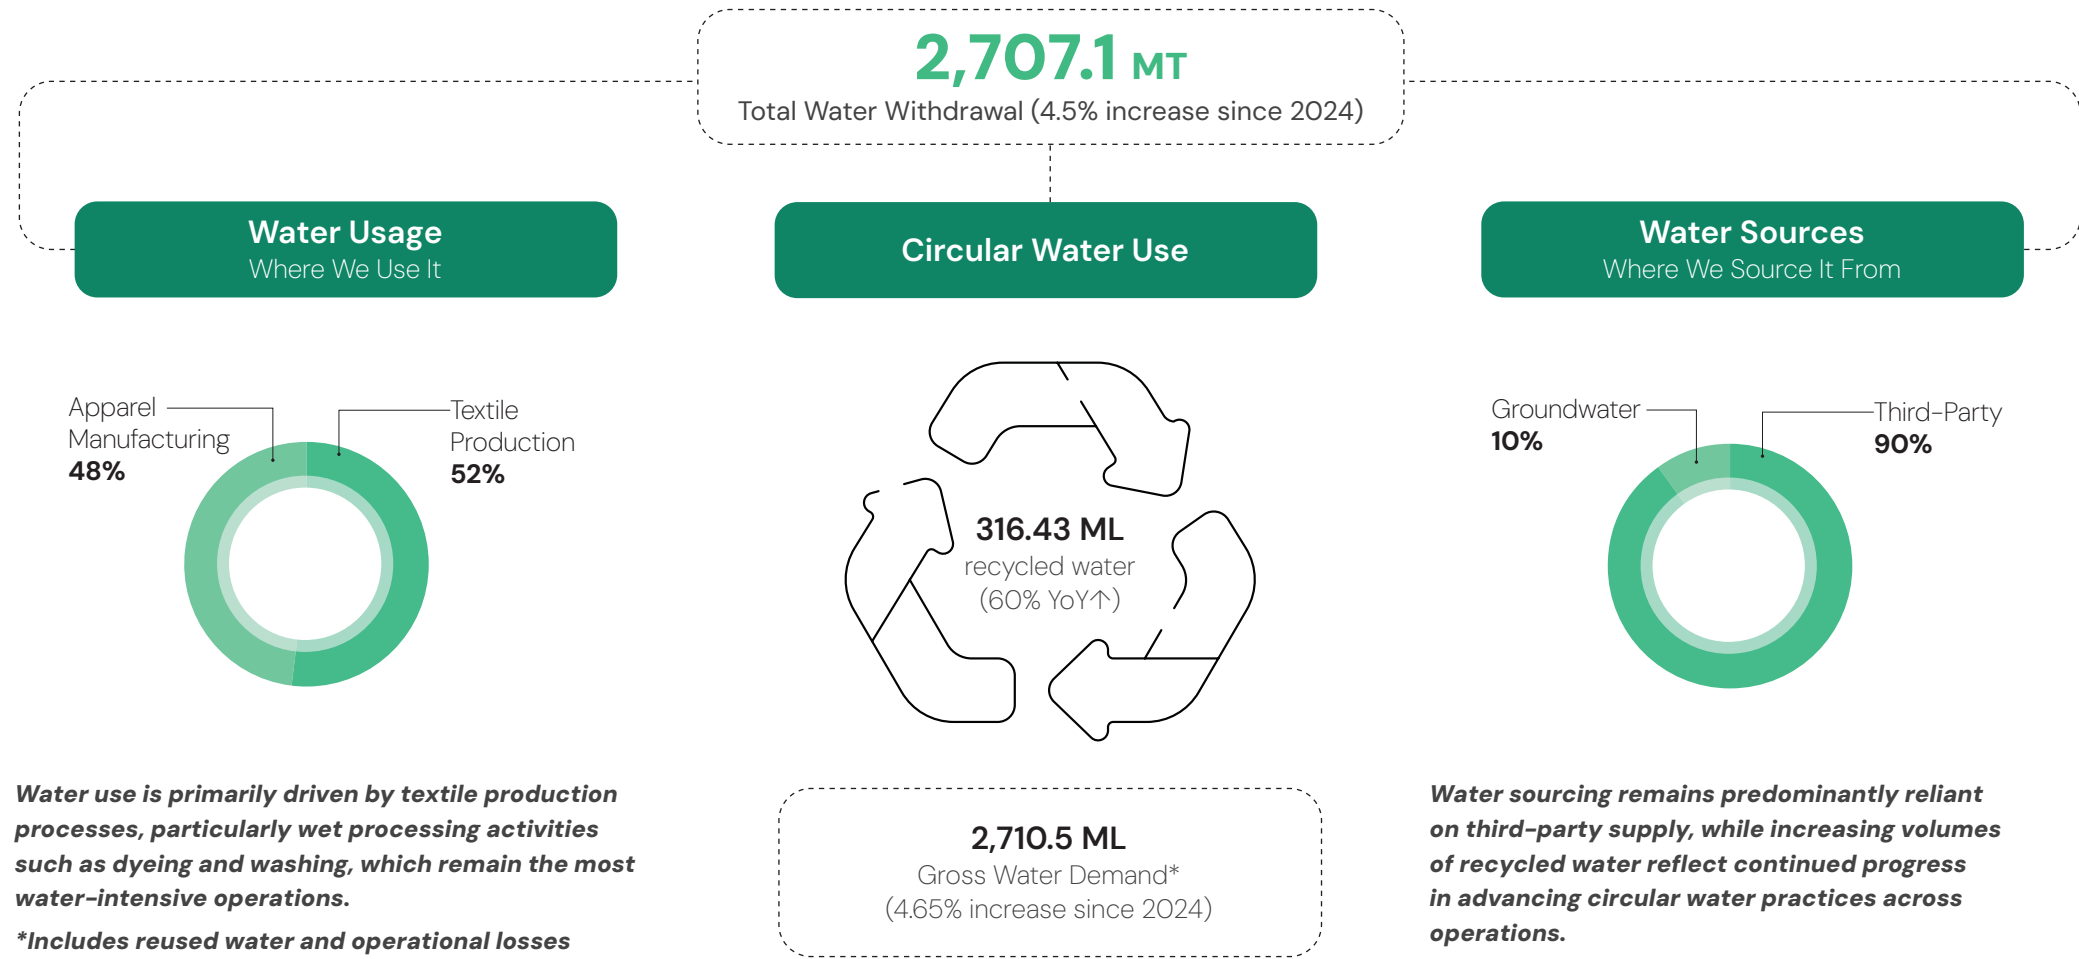 2,707.1 MT
Total Water Withdrawal (4.5% increase since 2024)
Water Usage
Where We Use It
Apparel
Manufacturing
48%
Textile
Production
52%
Water use is primarily driven by textile production
processes, particularly wet processing activities
such as dyeing and washing, which remain the most
water-intensive operations.
*Includes reused water and operational losses
Circular Water Use
316.43 ML
recycled water
(60% YoY↑)
2,710.5 ML
Gross Water Demand*
(4.65% increase since 2024)
Water Sources
Where We Source It From
Groundwater
10%
Third-Party
90%
Water sourcing remains predominantly reliant
on third-party supply, while increasing volumes
of recycled water reflect continued progress
in advancing circular water practices across
operations.